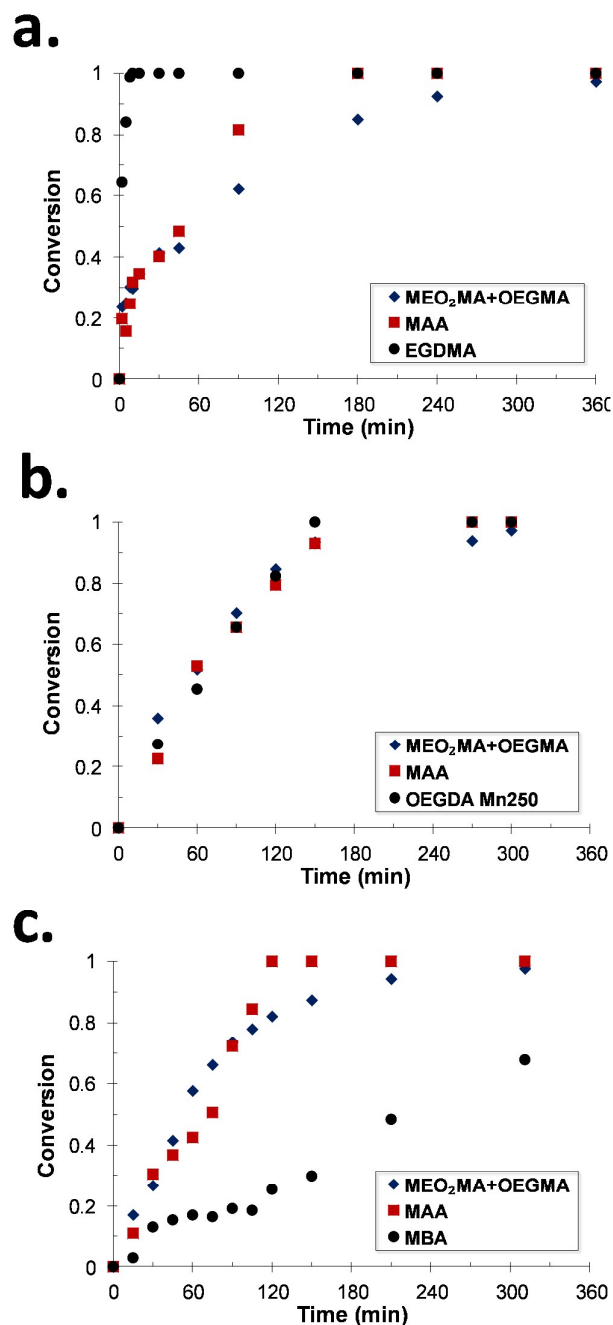 a.
1
0.8
0.6
0.4
0.2
0
Conversion
MEO₂MA+OEGMA
MAA
EGDMA
0 60 120 180 240 300 360
Time (min)
b.
1
0.8
0.6
0.4
0.2
0
Conversion
MEO₂MA+OEGMA
MAA
OEGDA Mn250
0 60 120 180 240 300 360
Time (min)
c.
1
0.8
0.6
0.4
0.2
0
Conversion
MEO₂MA+OEGMA
MAA
MBA
0 60 120 180 240 300 360
Time (min)